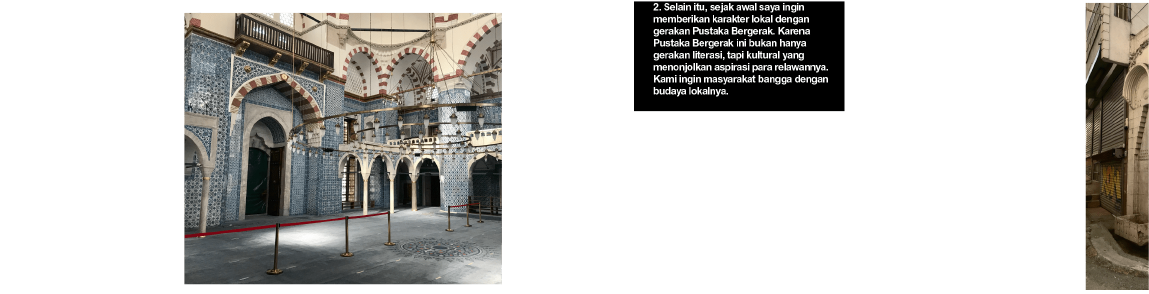 2. Selain itu, sejak awal saya ingin
memberikan karakter lokal dengan
gerakan Pustaka Bergerak. Karena
Pustaka Bergerak ini bukan hanya
gerakan literasi, tapi kultural yang
menonjolkan aspirasi para relawannya.
Kami ingin masyarakat bangga dengan
budaya lokalnya.